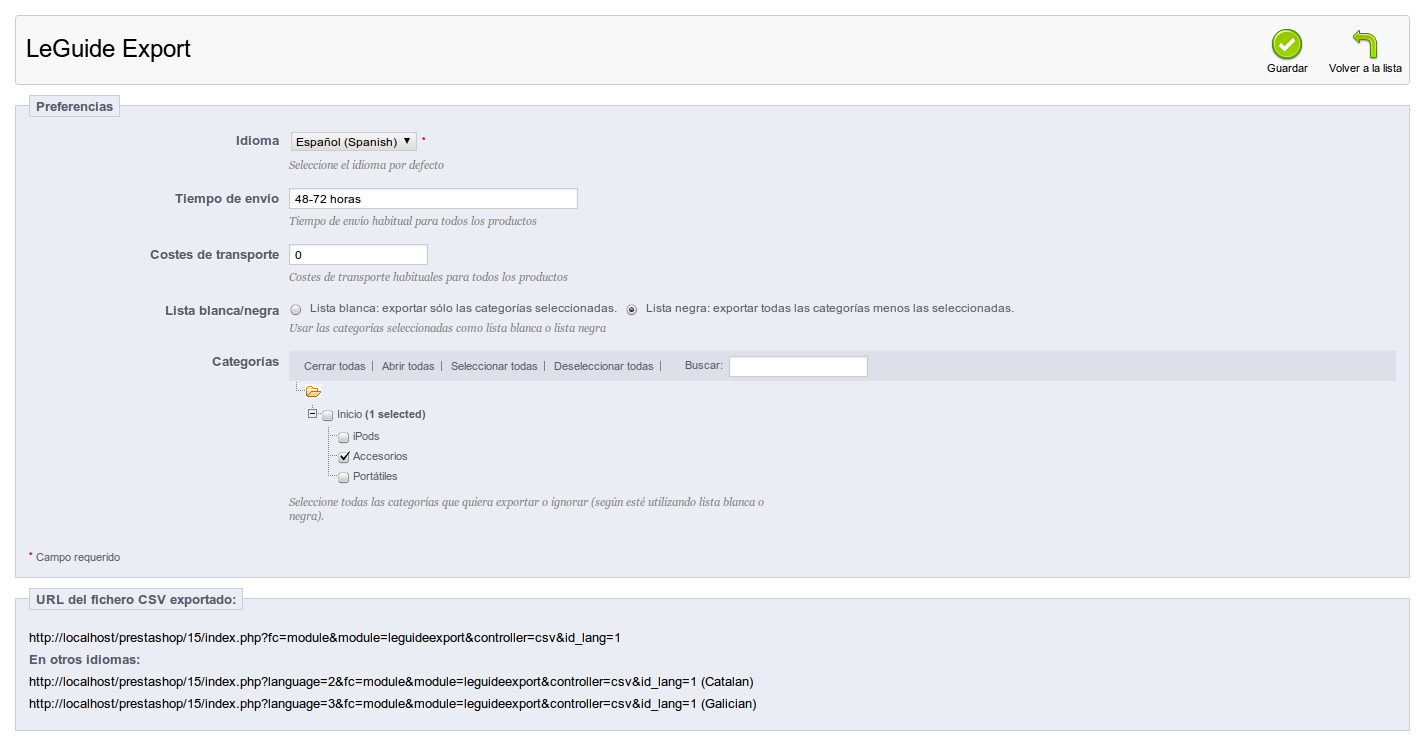 LeGuide Export
Guardar
Volver a la lista
Preferencias
Idioma
Español (Spanish) *
Seleccione el idioma por defecto
Tiempo de envío
48-72 horas
Tiempo de envío habitual para todos los productos
Costes de transporte
0
Costes de transporte habituales para todos los productos
Lista blanca/negra
Lista blanca: exportar sólo las categorías seleccionadas.
Lista negra: exportar todas las categorías menos las seleccionadas.
Usar las categorías seleccionadas como lista blanca o lista negra
Categorías
Cerrar todas | Abrir todas | Seleccionar todas | Deseleccionar todas | Buscar:
Inicio (1 selected)
iPods
Accesorios
Portátiles
Seleccione todas las categorías que quiera exportar o ignorar (según esté utilizando lista blanca o
negra).
* Campo requerido
URL del fichero CSV exportado:
http://localhost/prestashop/15/index.php?fc=module&module=leguideexport&controller=csv&id_lang=1
En otros idiomas:
http://localhost/prestashop/15/index.php?language=2&fc=module&module=leguideexport&controller=csv&id_lang=1 (Catalan)
http://localhost/prestashop/15/index.php?language=3&fc=module&module=leguideexport&controller=csv&id_lang=1 (Galician)